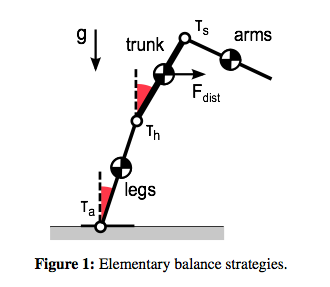 g
trunk
τs
arms
Fdist
τh
legs
τa
Figure 1: Elementary balance strategies.